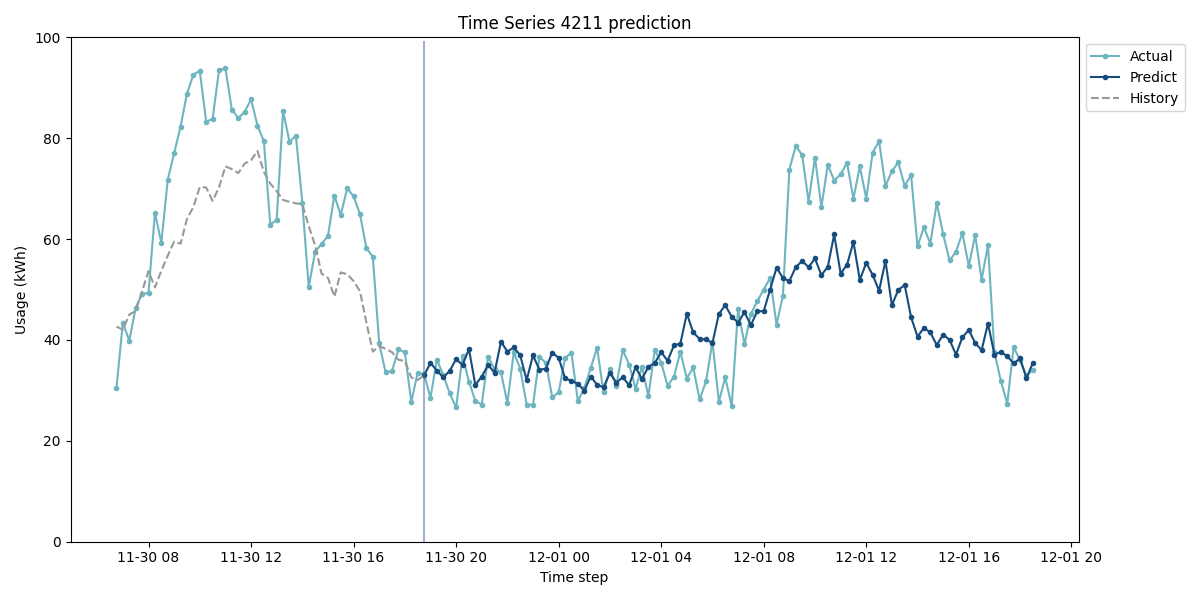 Time Series 4211 prediction
Usage (kWh)
100
80
60
40
20
0
11-30 08
11-30 12
11-30 16
11-30 20
12-01 00
12-01 04
12-01 08
12-01 12
12-01 16
12-01 20
Time step
Actual
Predict
History